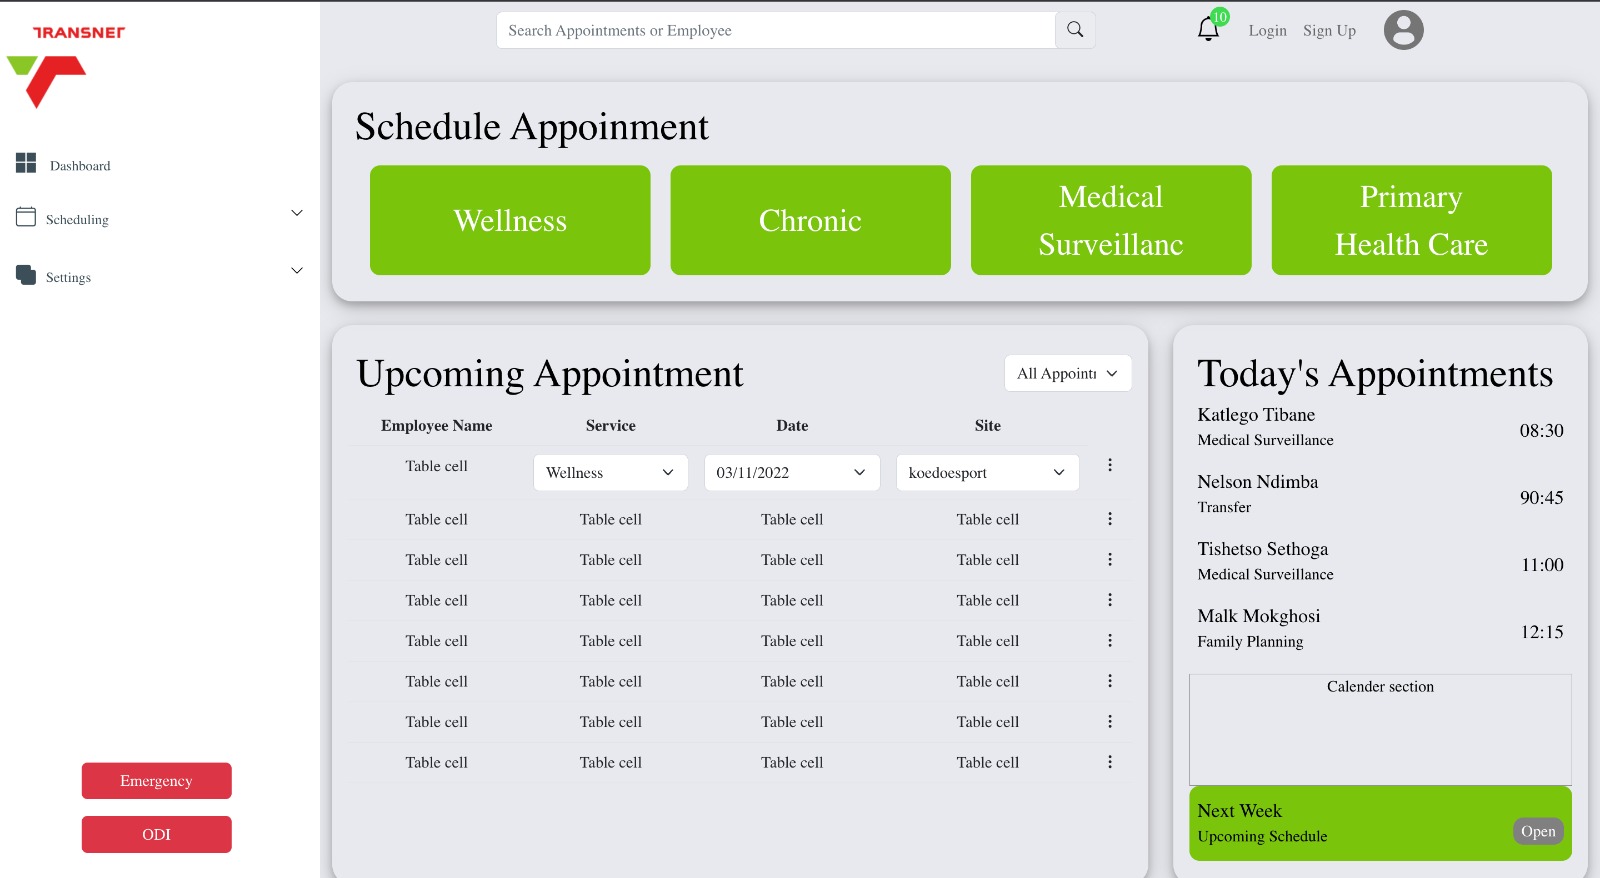 TRANSNET
Dashboard
Scheduling
Settings
Emergency
ODI
Search Appointments or Employee
10
Login
Sign Up
Schedule Appoinment
Wellness
Chronic
Medical
Surveillanc
Primary
Health Care
Upcoming Appointment
All Appoint
Employee Name Service Date Site
Table cell Wellness 03/11/2022 koedoesport
Table cell Table cell Table cell Table cell
Table cell Table cell Table cell Table cell
Table cell Table cell Table cell Table cell
Table cell Table cell Table cell Table cell
Table cell Table cell Table cell Table cell
Table cell Table cell Table cell Table cell
Table cell Table cell Table cell Table cell
Today's Appointments
Katlego Tibane
Medical Surveillance
08:30
Nelson Ndimba
Transfer
90:45
Tishetso Sethoga
Medical Surveillance
11:00
Malk Mokghosi
Family Planning
12:15
Calender section
Next Week
Upcoming Schedule
Open